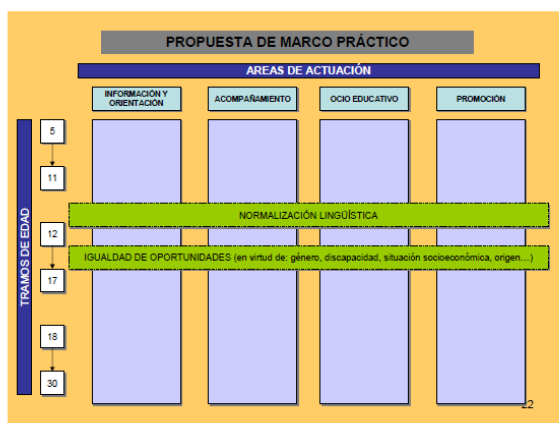 PROPUESTA DE MARCO PRÁCTICO
AREAS DE ACTUACIÓN
INFORMACIÓN Y
ORIENTACIÓN
ACOMPAÑAMIENTO
OCIO EDUCATIVO
PROMOCIÓN
TRAMOS DE EDAD
5
11
NORMALIZACIÓN LINGÜÍSTICA
12
IGUALDAD DE OPORTUNIDADES (en virtud de: género, discapacidad, situación socioeconómica, origen…)
17
18
30
22